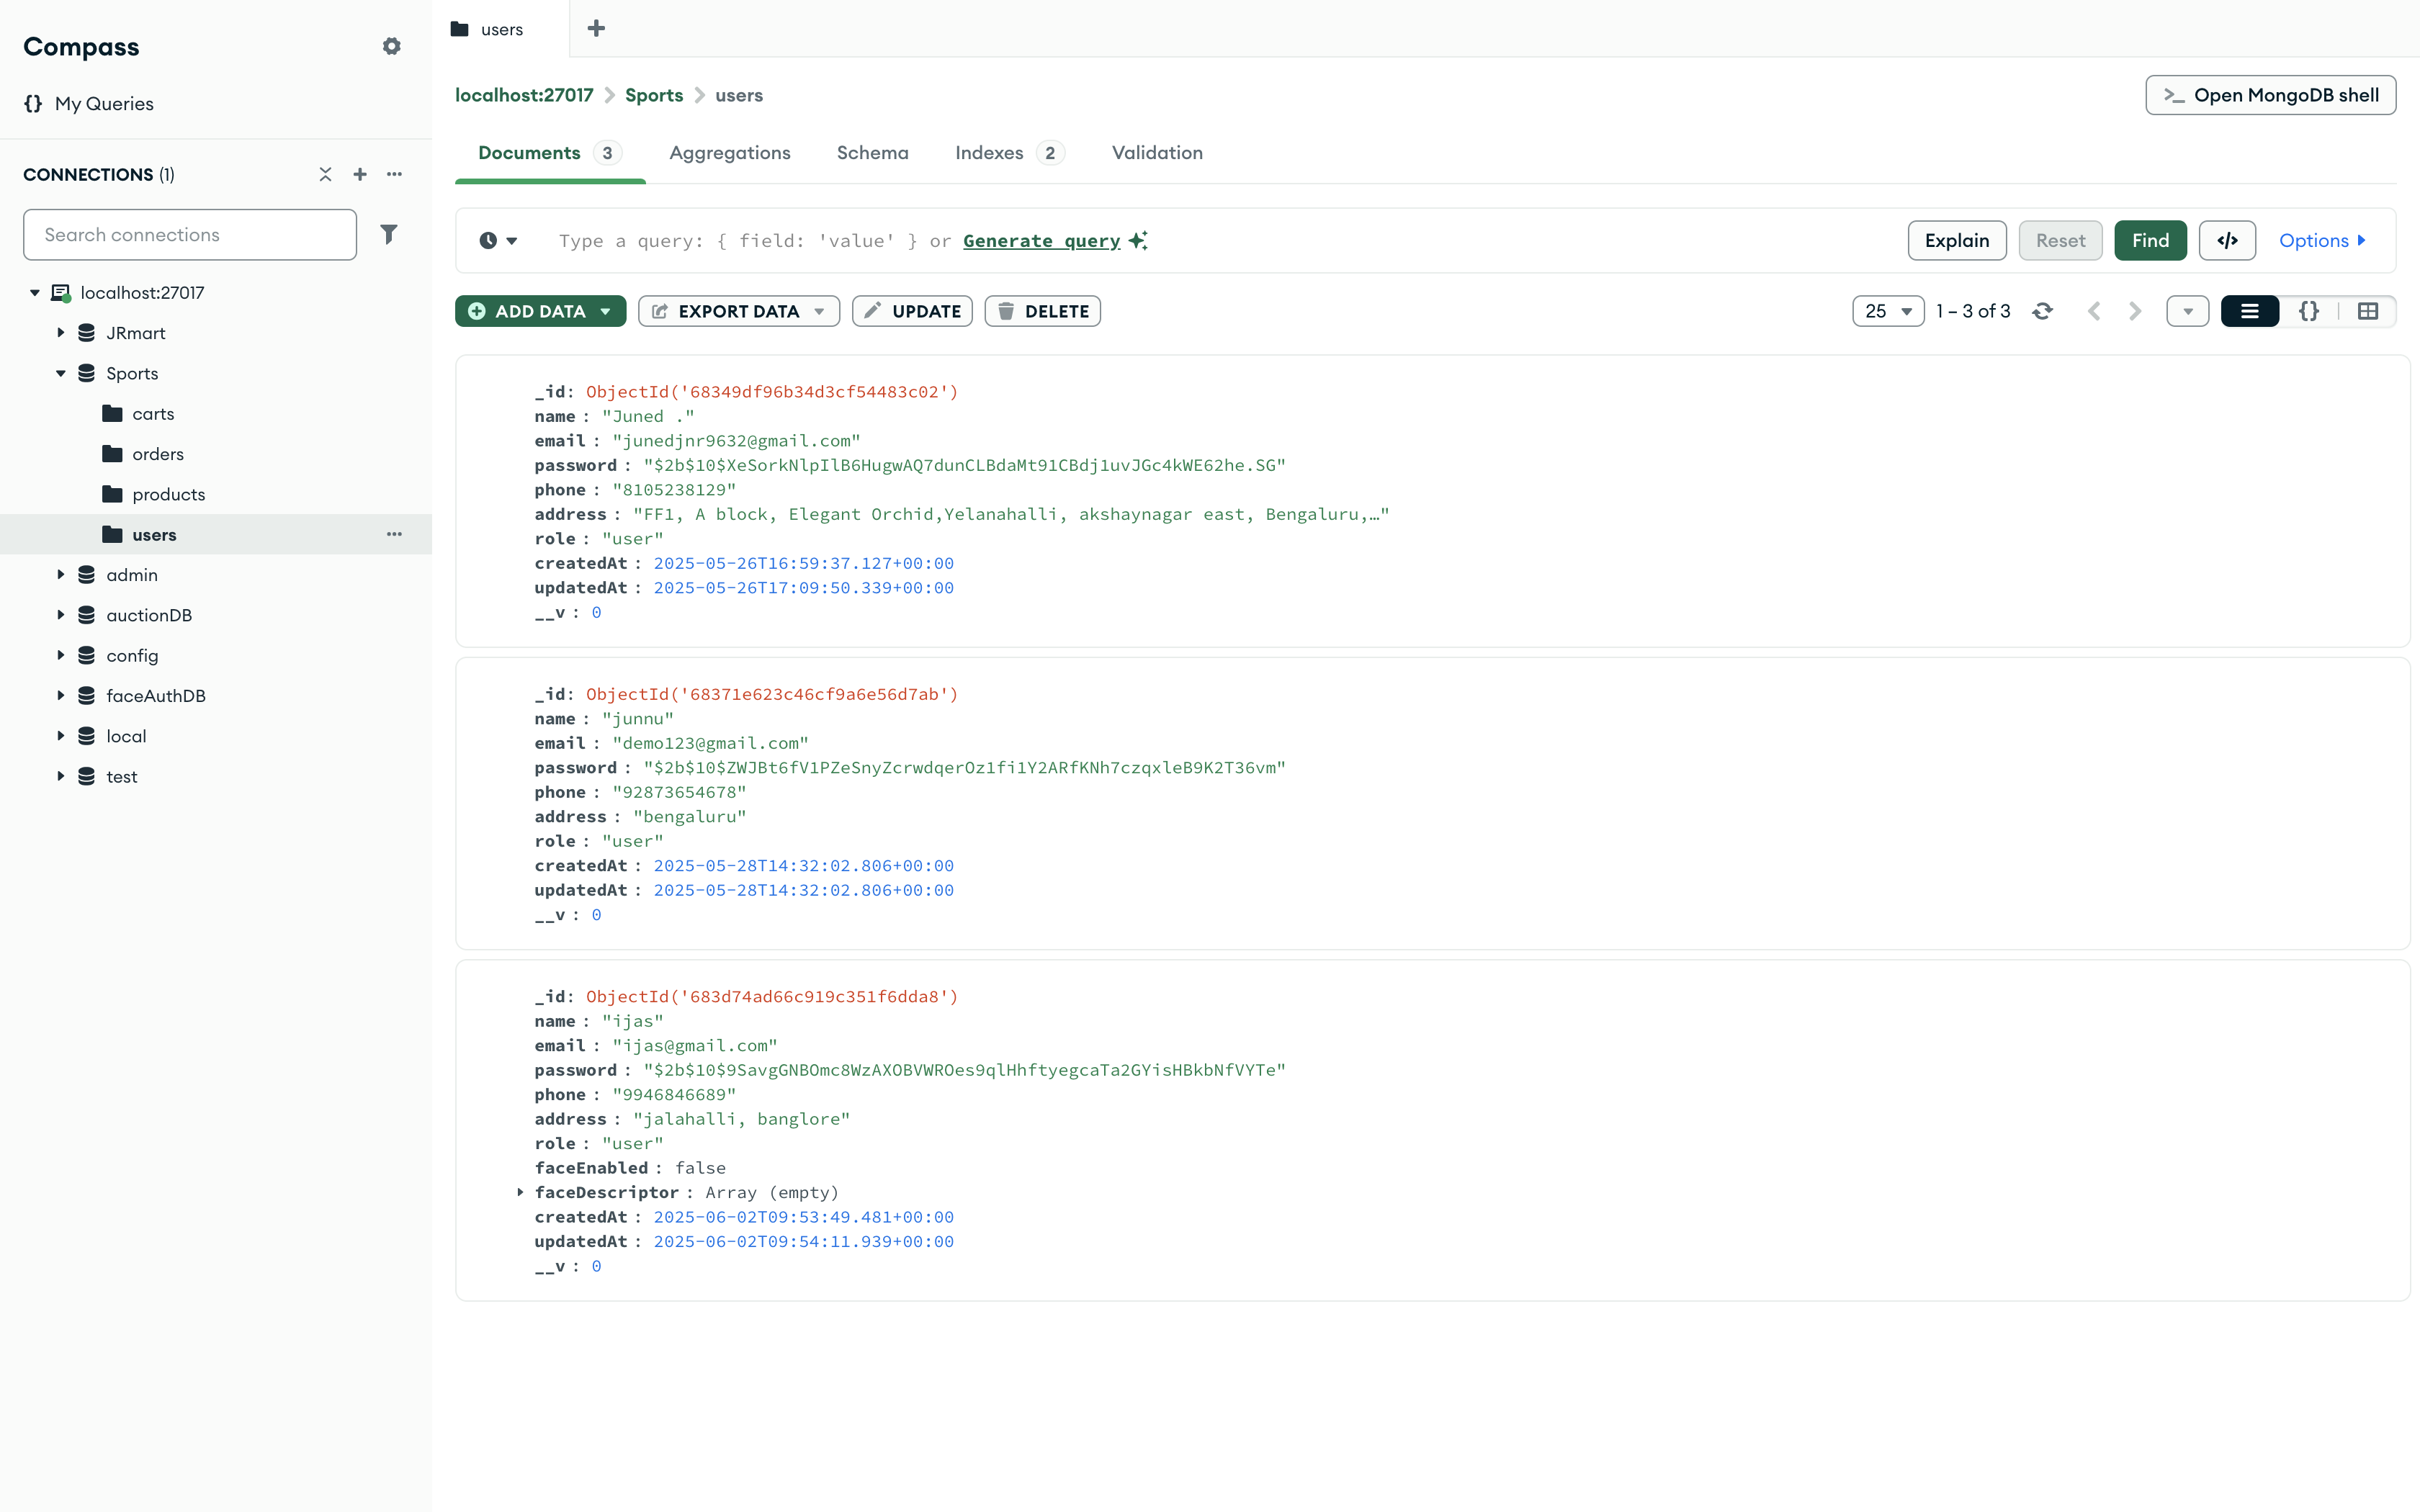 Compass
{} My Queries
CONNECTIONS (1)
Search connections
localhost:27017
JRmart
Sports
carts
orders
products
users
admin
auctionDB
config
faceAuthDB
local
test
users
localhost:27017 > Sports > users
>_ Open MongoDB shell
Documents 3 Aggregations Schema Indexes 2 Validation
Type a query: { field: 'value' } or Generate query
Explain Reset Find </> Options
ADD DATA EXPORT DATA UPDATE DELETE
25 1 – 3 of 3 {}
_id: ObjectId('68349df96b34d3cf54483c02')
name : "Juned ."
email : "junedjnr9632@gmail.com"
password : "$2b$10$XeSorkNlpIlB6HugwAQ7dunCLBdaMt91CBdj1uvJGc4kWE62he.SG"
phone : "8105238129"
address : "FF1, A block, Elegant Orchid,Yelanahalli, akshaynagar east, Bengaluru,…"
role : "user"
createdAt : 2025-05-26T16:59:37.127+00:00
updatedAt : 2025-05-26T17:09:50.339+00:00
__v : 0
_id: ObjectId('68371e623c46cf9a6e56d7ab')
name : "junnu"
email : "demo123@gmail.com"
password : "$2b$10$ZWJBt6fV1PZeSnyZcrwdqerOz1fi1Y2ARfKNh7czqxleB9K2T36vm"
phone : "92873654678"
address : "bengaluru"
role : "user"
createdAt : 2025-05-28T14:32:02.806+00:00
updatedAt : 2025-05-28T14:32:02.806+00:00
__v : 0
_id: ObjectId('683d74ad66c919c351f6dda8')
name : "ijas"
email : "ijas@gmail.com"
password : "$2b$10$9SavgGNBOmc8WzAXOBVWROes9qlHhftyegcaTa2GYisHBkbNfVYTe"
phone : "9946846689"
address : "jalahalli, banglore"
role : "user"
faceEnabled : false
faceDescriptor : Array (empty)
createdAt : 2025-06-02T09:53:49.481+00:00
updatedAt : 2025-06-02T09:54:11.939+00:00
__v : 0